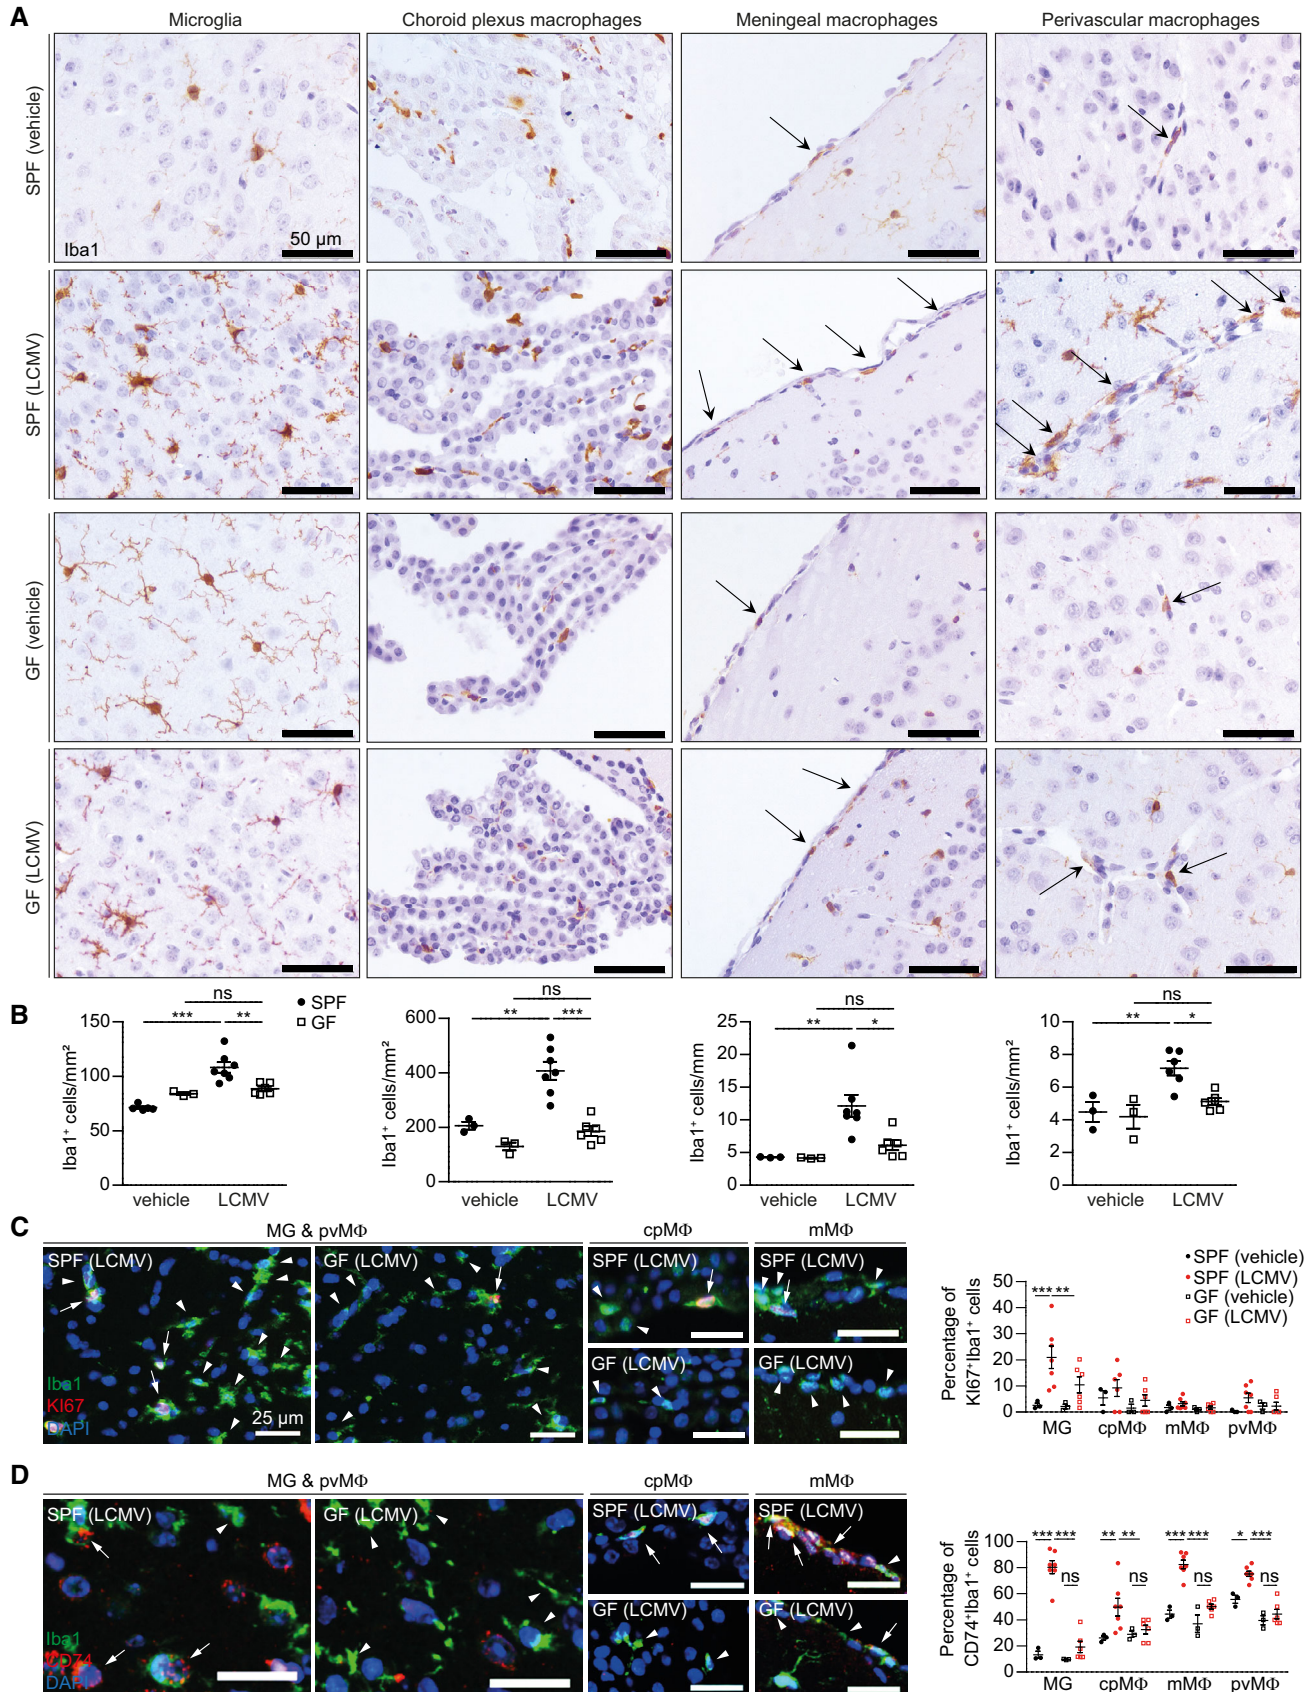 A
Microglia
Choroid plexus macrophages
Meningeal macrophages
Perivascular macrophages
SPF (vehicle)
Iba1
50 µm
SPF (LCMV)
GF (vehicle)
GF (LCMV)
B
SPF
GF
Iba1⁺ cells/mm²
150
100
50
0
***
**
ns
vehicle
LCMV
Iba1⁺ cells/mm²
600
400
200
0
**
***
ns
vehicle
LCMV
Iba1⁺ cells/mm²
25
20
15
10
5
0
**
*
ns
vehicle
LCMV
Iba1⁺ cells/mm²
10
8
6
4
2
0
**
*
ns
vehicle
LCMV
C
MG & pvMΦ
cpMΦ
mMΦ
SPF (LCMV)
GF (LCMV)
SPF (LCMV)
SPF (LCMV)
GF (LCMV)
GF (LCMV)
Iba1
KI67
DAPI
25 µm
SPF (vehicle)
SPF (LCMV)
GF (vehicle)
GF (LCMV)
Percentage of
KI67⁺Iba1⁺ cells
50
40
30
20
10
0
*** **
MG
cpMΦ
mMΦ
pvMΦ
D
MG & pvMΦ
cpMΦ
mMΦ
SPF (LCMV)
GF (LCMV)
SPF (LCMV)
SPF (LCMV)
GF (LCMV)
GF (LCMV)
Iba1
CD74
DAPI
Percentage of
CD74⁺Iba1⁺ cells
100
80
60
40
20
0
*** *** ** ** *** *** * ***
ns ns ns ns
MG
cpMΦ
mMΦ
pvMΦ